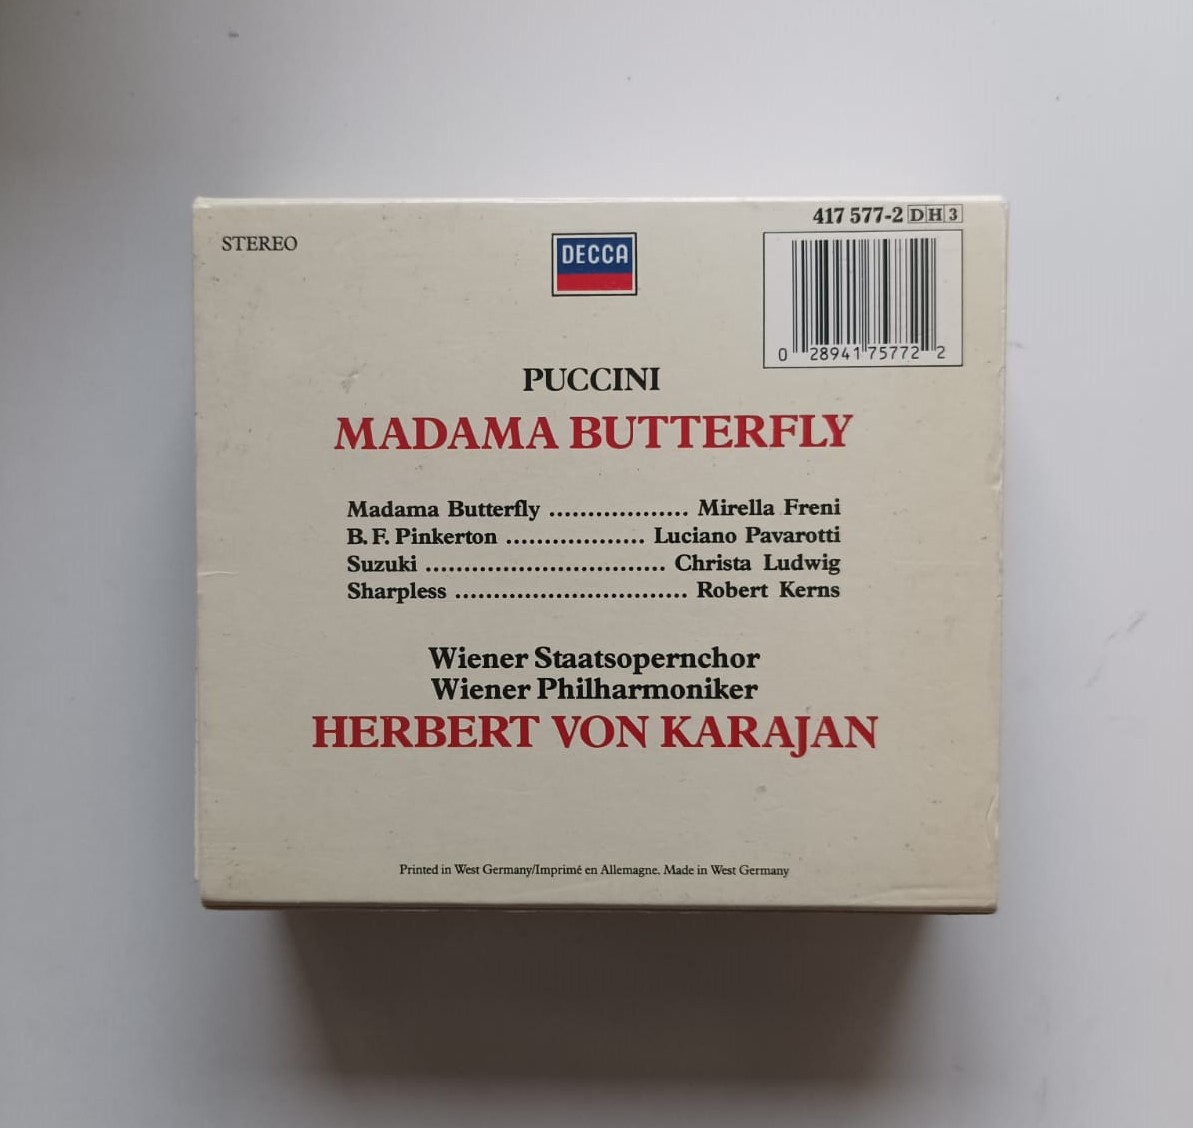 417 577-2 DH3
STEREO
DECCA
0 28941 75772 2
PUCCINI
MADAMA BUTTERFLY
Madama Butterfly .................. Mirella Freni
B. F. Pinkerton .................. Luciano Pavarotti
Suzuki ............................... Christa Ludwig
Sharpless .............................. Robert Kerns
Wiener Staatsopernchor
Wiener Philharmoniker
HERBERT VON KARAJAN
Printed in West Germany/Imprimé en Allemagne. Made in West Germany